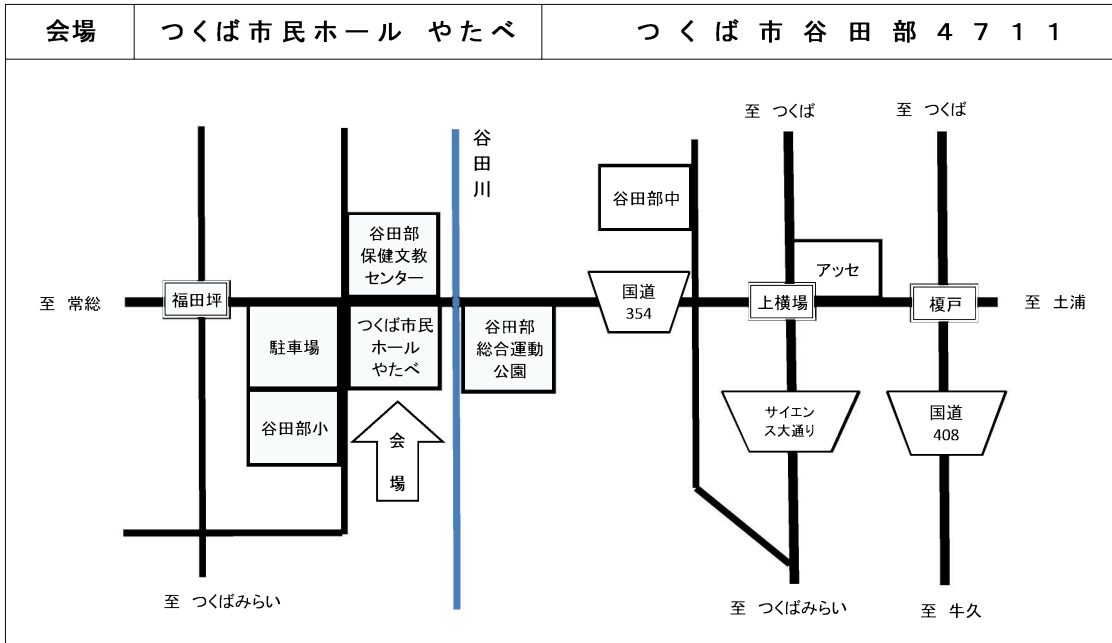 会場
つくば市民ホール やたべ
つくば市谷田部4711
至 つくば
至 つくば
谷田川
谷田部中
谷田部
保健文教
センター
アッセ
至 常総
福田坪
国道
354
上横場
榎戸
至 土浦
駐車場
つくば市民
ホール
やたべ
谷田部
総合運動
公園
谷田部小
会
場
サイエン
ス大通り
国道
408
至 つくばみらい
至 つくばみらい
至 牛久